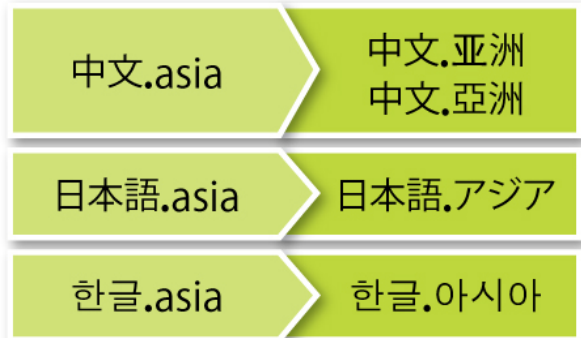 中文.asia
中文.亚洲
中文.亞洲
日本語.asia
日本語.アジア
한글.asia
한글.아시아